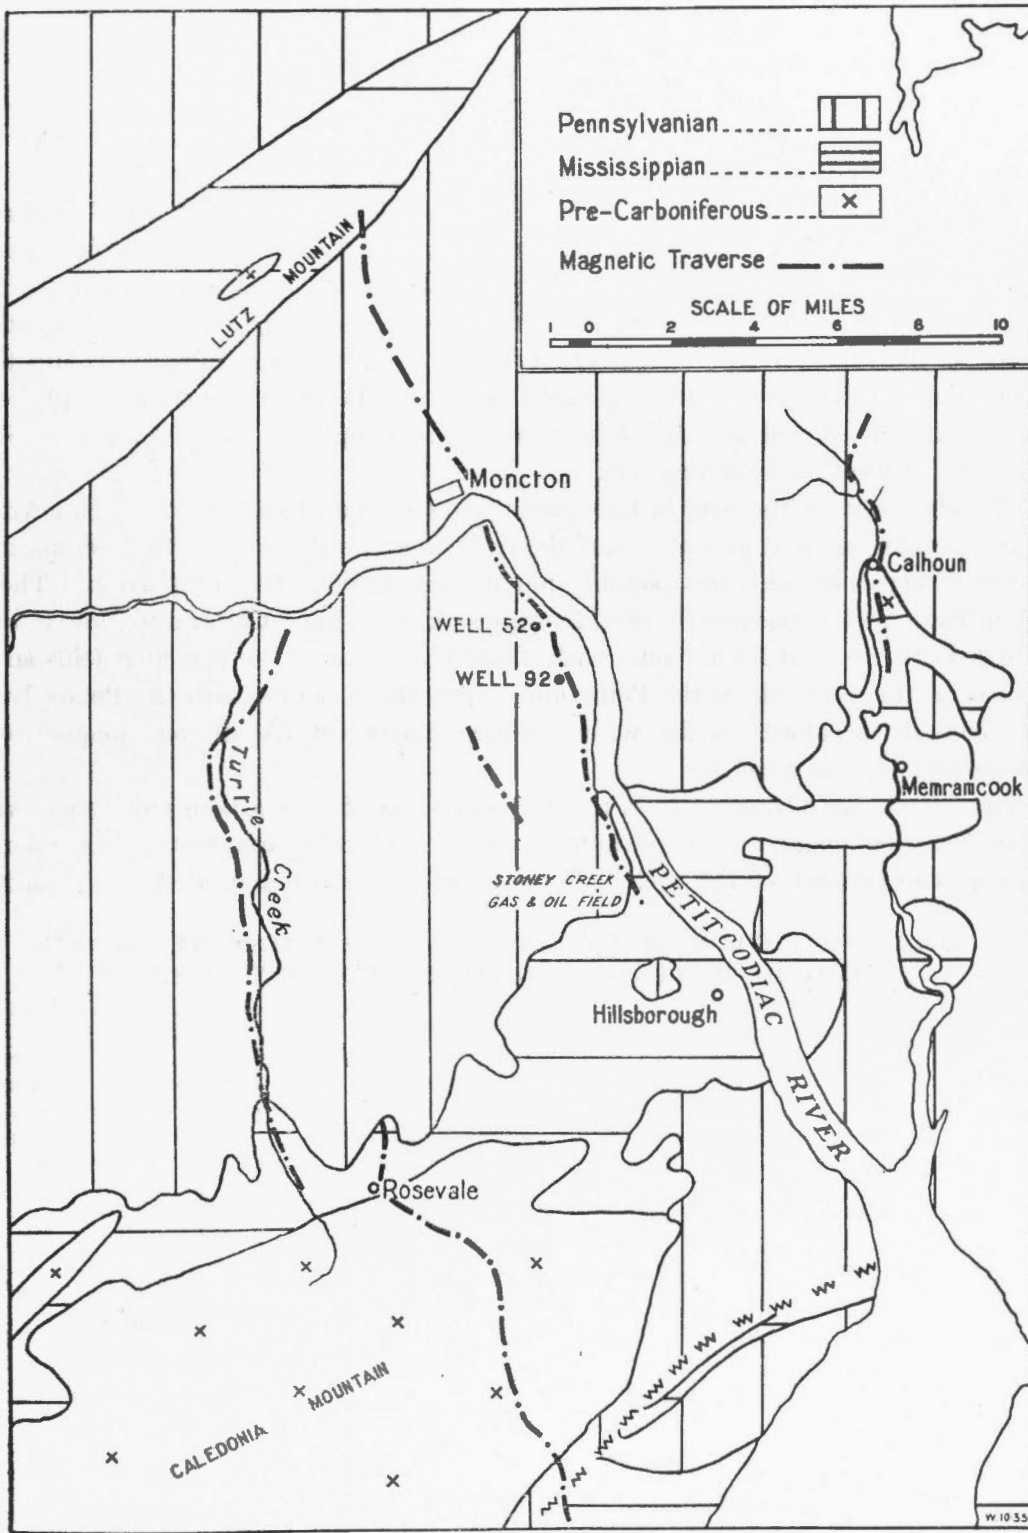 Pennsylvanian
Mississippian
Pre-Carboniferous
Magnetic Traverse
SCALE OF MILES
1 0 2 4 6 8 10
LUTZ MOUNTAIN
Moncton
Calhoun
WELL 52
WELL 92
Turtle Creek
Memramcook
STONEY CREEK
GAS & OIL FIELD
PETITCODIAC RIVER
Hillsborough
Rosevale
CALEDONIA MOUNTAIN
W.10·35